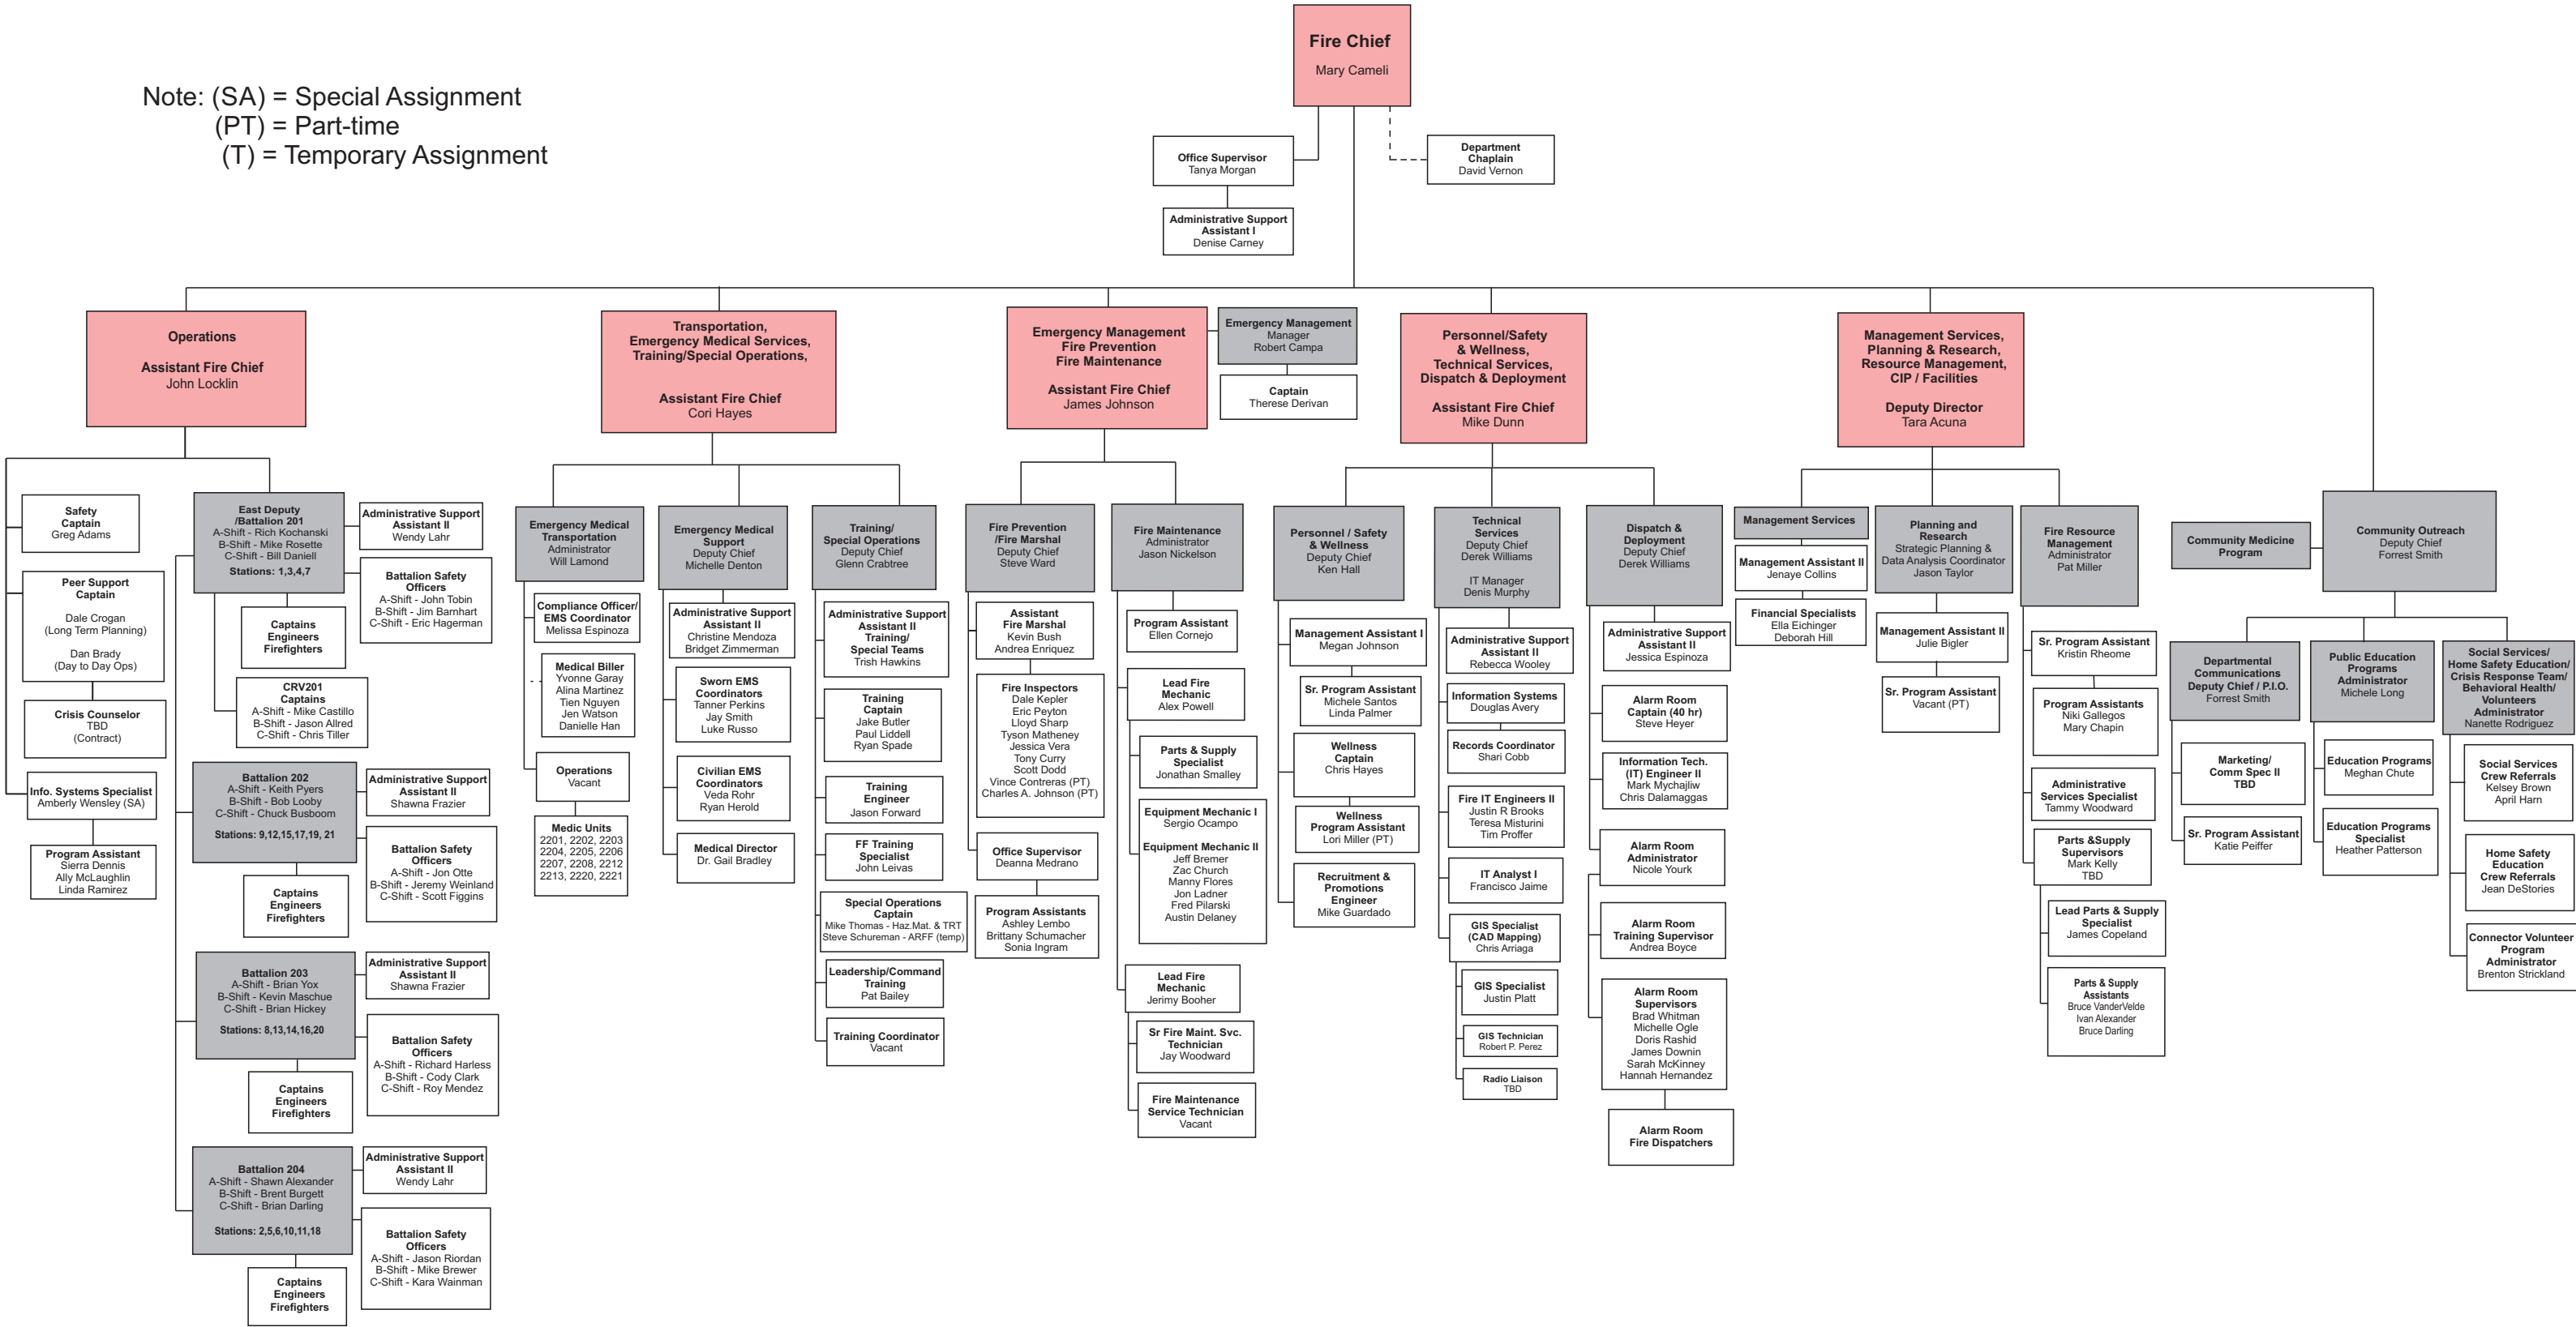 Fire Chief
Mary Cameli
Note: (SA) = Special Assignment
(PT) = Part-time
(T) = Temporary Assignment
Office Supervisor
Tanya Morgan
Department
Chaplain
David Vernon
Administrative Support
Assistant I
Denise Carney
Operations
Assistant Fire Chief
John Locklin
Transportation,
Emergency Medical Services,
Training/Special Operations,
Assistant Fire Chief
Cori Hayes
Emergency Management
Fire Prevention
Fire Maintenance
Assistant Fire Chief
James Johnson
Emergency Management
Manager
Robert Campa
Captain
Therese Derivan
Personnel/Safety
& Wellness,
Technical Services,
Dispatch & Deployment
Assistant Fire Chief
Mike Dunn
Management Services,
Planning & Research,
Resource Management,
CIP / Facilities
Deputy Director
Tara Acuna
Safety
Captain
Greg Adams
Peer Support
Captain
Dale Crogan
(Long Term Planning)
Dan Brady
(Day to Day Ops)
Crisis Counselor
TBD
(Contract)
Info. Systems Specialist
Amberly Wensley (SA)
Program Assistant
Sierra Dennis
Ally McLaughlin
Linda Ramirez
East Deputy
/Battalion 201
A-Shift - Rich Kochanski
B-Shift - Mike Rosette
C-Shift - Bill Daniell
Stations: 1,3,4,7
Administrative Support
Assistant II
Wendy Lahr
Battalion Safety
Officers
A-Shift - John Tobin
B-Shift - Jim Barnhart
C-Shift - Eric Hagerman
Captains
Engineers
Firefighters
CRV201
Captains
A-Shift - Mike Castillo
B-Shift - Jason Allred
C-Shift - Chris Tiller
Battalion 202
A-Shift - Keith Pyers
B-Shift - Bob Looby
C-Shift - Chuck Busboom
Stations: 9,12,15,17,19, 21
Administrative Support
Assistant II
Shawna Frazier
Battalion Safety
Officers
A-Shift - Jon Otte
B-Shift - Jeremy Weinland
C-Shift - Scott Figgins
Captains
Engineers
Firefighters
Battalion 203
A-Shift - Brian Yox
B-Shift - Kevin Maschue
C-Shift - Brian Hickey
Stations: 8,13,14,16,20
Administrative Support
Assistant II
Shawna Frazier
Battalion Safety
Officers
A-Shift - Richard Harless
B-Shift - Cody Clark
C-Shift - Roy Mendez
Captains
Engineers
Firefighters
Battalion 204
A-Shift - Shawn Alexander
B-Shift - Brent Burgett
C-Shift - Brian Darling
Stations: 2,5,6,10,11,18
Administrative Support
Assistant II
Wendy Lahr
Battalion Safety
Officers
A-Shift - Jason Riordan
B-Shift - Mike Brewer
C-Shift - Kara Wainman
Captains
Engineers
Firefighters
Emergency Medical
Transportation
Administrator
Will Lamond
Compliance Officer/
EMS Coordinator
Melissa Espinoza
Medical Biller
Yvonne Garay
Alina Martinez
Tien Nguyen
Jen Watson
Danielle Han
Operations
Vacant
Medic Units
2201, 2202, 2203
2204, 2205, 2206
2207, 2208, 2212
2213, 2220, 2221
Emergency Medical
Support
Deputy Chief
Michelle Denton
Administrative Support
Assistant II
Christine Mendoza
Bridget Zimmerman
Sworn EMS
Coordinators
Tanner Perkins
Jay Smith
Luke Russo
Civilian EMS
Coordinators
Veda Rohr
Ryan Herold
Medical Director
Dr. Gail Bradley
Training/
Special Operations
Deputy Chief
Glenn Crabtree
Administrative Support
Assistant II
Training/
Special Teams
Trish Hawkins
Training
Captain
Jake Butler
Paul Liddell
Ryan Spade
Training
Engineer
Jason Forward
FF Training
Specialist
John Leivas
Special Operations
Captain
Mike Thomas - Haz.Mat. & TRT
Steve Schureman - ARFF (temp)
Leadership/Command
Training
Pat Bailey
Training Coordinator
Vacant
Fire Prevention
/Fire Marshal
Deputy Chief
Steve Ward
Assistant
Fire Marshal
Kevin Bush
Andrea Enriquez
Fire Inspectors
Dale Kepler
Eric Peyton
Lloyd Sharp
Tyson Matheney
Jessica Vera
Tony Curry
Scott Dodd
Vince Contreras (PT)
Charles A. Johnson (PT)
Office Supervisor
Deanna Medrano
Program Assistants
Ashley Lembo
Brittany Schumacher
Sonia Ingram
Fire Maintenance
Administrator
Jason Nickelson
Program Assistant
Ellen Cornejo
Lead Fire
Mechanic
Alex Powell
Parts & Supply
Specialist
Jonathan Smalley
Equipment Mechanic I
Sergio Ocampo
Equipment Mechanic II
Jeff Bremer
Zac Church
Manny Flores
Jon Ladner
Fred Pilarski
Austin Delaney
Lead Fire
Mechanic
Jerimy Booher
Sr Fire Maint. Svc.
Technician
Jay Woodward
Fire Maintenance
Service Technician
Vacant
Personnel / Safety
& Wellness
Deputy Chief
Ken Hall
Management Assistant I
Megan Johnson
Sr. Program Assistant
Michele Santos
Linda Palmer
Wellness
Captain
Chris Hayes
Wellness
Program Assistant
Lori Miller (PT)
Recruitment &
Promotions
Engineer
Mike Guardado
Technical
Services
Deputy Chief
Derek Williams
IT Manager
Denis Murphy
Administrative Support
Assistant II
Rebecca Wooley
Information Systems
Douglas Avery
Records Coordinator
Shari Cobb
Fire IT Engineers II
Justin R Brooks
Teresa Misturini
Tim Proffer
IT Analyst I
Francisco Jaime
GIS Specialist
(CAD Mapping)
Chris Arriaga
GIS Specialist
Justin Platt
GIS Technician
Robert P. Perez
Radio Liaison
TBD
Dispatch &
Deployment
Deputy Chief
Derek Williams
Administrative Support
Assistant II
Jessica Espinoza
Alarm Room
Captain (40 hr)
Steve Heyer
Information Tech.
(IT) Engineer II
Mark Mychajliw
Chris Dalamaggas
Alarm Room
Administrator
Nicole Yourk
Alarm Room
Training Supervisor
Andrea Boyce
Alarm Room
Supervisors
Brad Whitman
Michelle Ogle
Doris Rashid
James Downin
Sarah McKinney
Hannah Hernandez
Alarm Room
Fire Dispatchers
Management Services
Management Assistant II
Jenaye Collins
Financial Specialists
Ella Eichinger
Deborah Hill
Planning and
Research
Strategic Planning &
Data Analysis Coordinator
Jason Taylor
Management Assistant II
Julie Bigler
Sr. Program Assistant
Vacant (PT)
Fire Resource
Management
Administrator
Pat Miller
Sr. Program Assistant
Kristin Rheome
Program Assistants
Niki Gallegos
Mary Chapin
Administrative
Services Specialist
Tammy Woodward
Parts &Supply
Supervisors
Mark Kelly
TBD
Lead Parts & Supply
Specialist
James Copeland
Parts & Supply
Assistants
Bruce VanderVelde
Ivan Alexander
Bruce Darling
Community Medicine
Program
Community Outreach
Deputy Chief
Forrest Smith
Departmental
Communications
Deputy Chief / P.I.O.
Forrest Smith
Marketing/
Comm Spec II
TBD
Sr. Program Assistant
Katie Peiffer
Public Education
Programs
Administrator
Michele Long
Education Programs
Meghan Chute
Education Programs
Specialist
Heather Patterson
Social Services/
Home Safety Education/
Crisis Response Team/
Behavioral Health/
Volunteers
Administrator
Nanette Rodriguez
Social Services
Crew Referrals
Kelsey Brown
April Harn
Home Safety
Education
Crew Referrals
Jean DeStories
Connector Volunteer
Program
Administrator
Brenton Strickland